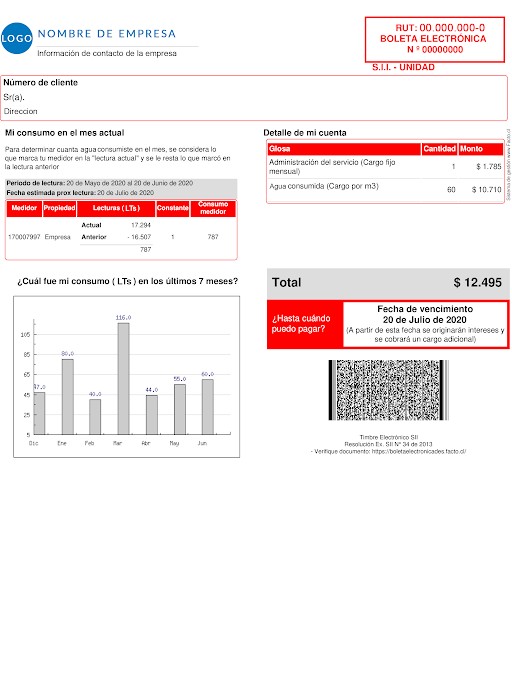 LOGO
NOMBRE DE EMPRESA
Información de contacto de la empresa
RUT: 00.000.000-0
BOLETA ELECTRÓNICA
N º 00000000
S.I.I. - UNIDAD
Número de cliente
Sr(a).
Direccion
Mi consumo en el mes actual
Para determinar cuanta agua consumiste en el mes, se considera lo
que marca tu medidor en la "lectura actual" y se le resta lo que marcó en
la lectura anterior
Periodo de lectura: 20 de Mayo de 2020 al 20 de Junio de 2020
Fecha estimada prox lectura: 20 de Julio de 2020
Medidor Propiedad Lecturas ( LTs ) Constante Consumo medidor
Actual 17.294
170007997 Empresa Anterior - 16.507 1 787
787
Detalle de mi cuenta
Glosa Cantidad Monto
Administración del servicio (Cargo fijo
mensual) 1 $ 1.785
Agua consumida (Cargo por m3) 60 $ 10.710
Sistema de gestión www.Facto.cl
¿Cuál fue mi consumo ( LTs ) en los últimos 7 meses?
105
85
65
45
25
5
47.0
80.0
40.0
116.0
44.0
55.0
60.0
Dic Ene Feb Mar Abr May Jun
Total $ 12.495
¿Hasta cuándo
puedo pagar?
Fecha de vencimiento
20 de Julio de 2020
(A partir de esta fecha se originarán intereses y
se cobrará un cargo adicional)
Timbre Electrónico SII
Resolución Ex. SII Nº 34 de 2013
- Verifique documento: https://boletaelectronicades.facto.cl/